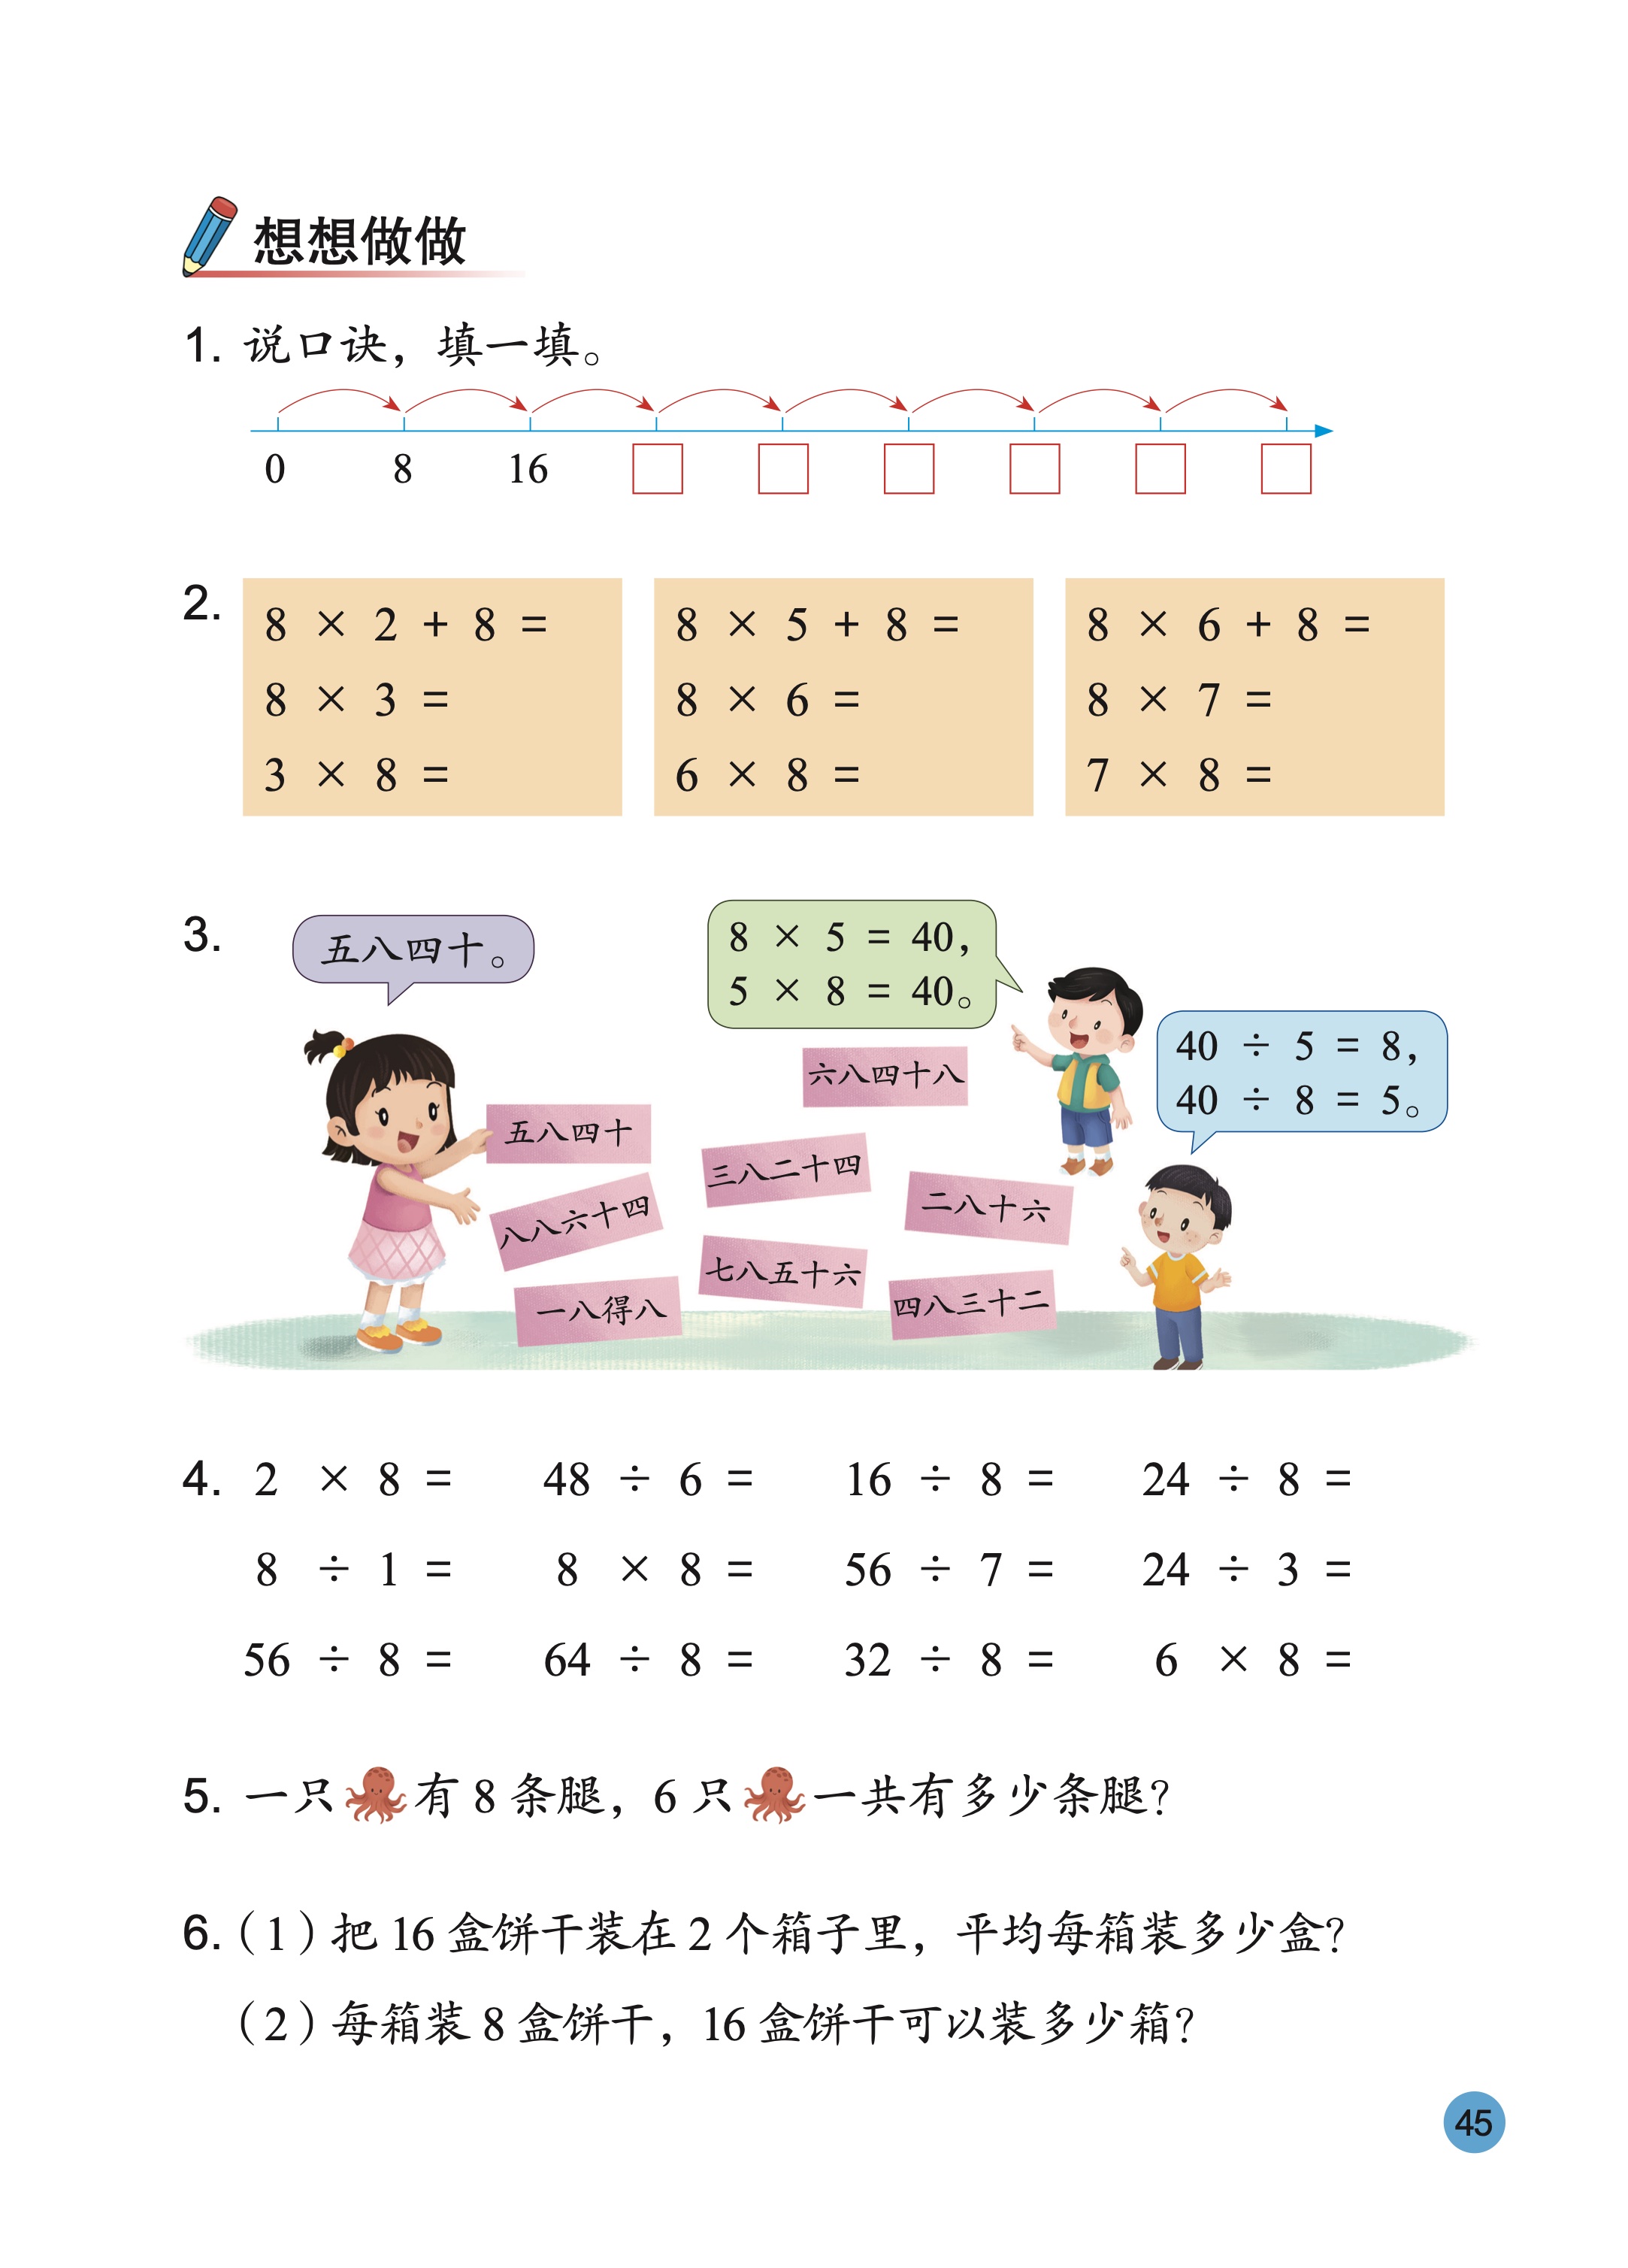 想想做做
1. 说口诀，填一填。
0 8 16
2.
8 × 2 + 8 =
8 × 3 =
3 × 8 =
8 × 5 + 8 =
8 × 6 =
6 × 8 =
8 × 6 + 8 =
8 × 7 =
7 × 8 =
3.
五八四十。
8 × 5 = 40，
5 × 8 = 40。
40 ÷ 5 = 8，
40 ÷ 8 = 5。
六八四十八
五八四十
三八二十四
八八六十四
二八十六
七八五十六
一八得八
四八三十二
4. 2 × 8 = 48 ÷ 6 = 16 ÷ 8 = 24 ÷ 8 =
8 ÷ 1 = 8 × 8 = 56 ÷ 7 = 24 ÷ 3 =
56 ÷ 8 = 64 ÷ 8 = 32 ÷ 8 = 6 × 8 =
5. 一只有 8 条腿，6 只一共有多少条腿？
6.（1）把 16 盒饼干装在 2 个箱子里，平均每箱装多少盒？
（2）每箱装 8 盒饼干，16 盒饼干可以装多少箱？
45